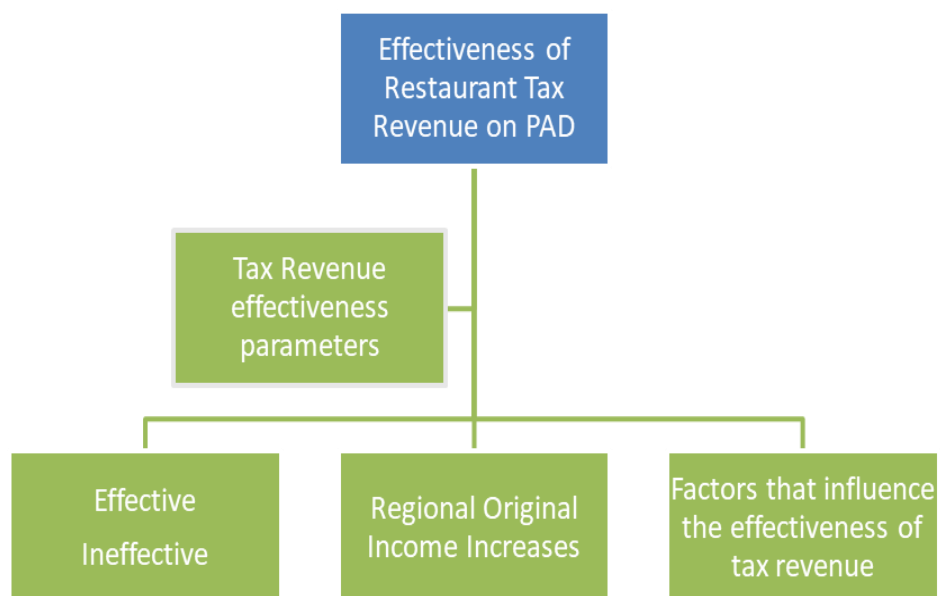 Effectiveness of
Restaurant Tax
Revenue on PAD
Tax Revenue
effectiveness
parameters
Effective
Ineffective
Regional Original
Income Increases
Factors that influence
the effectiveness of
tax revenue